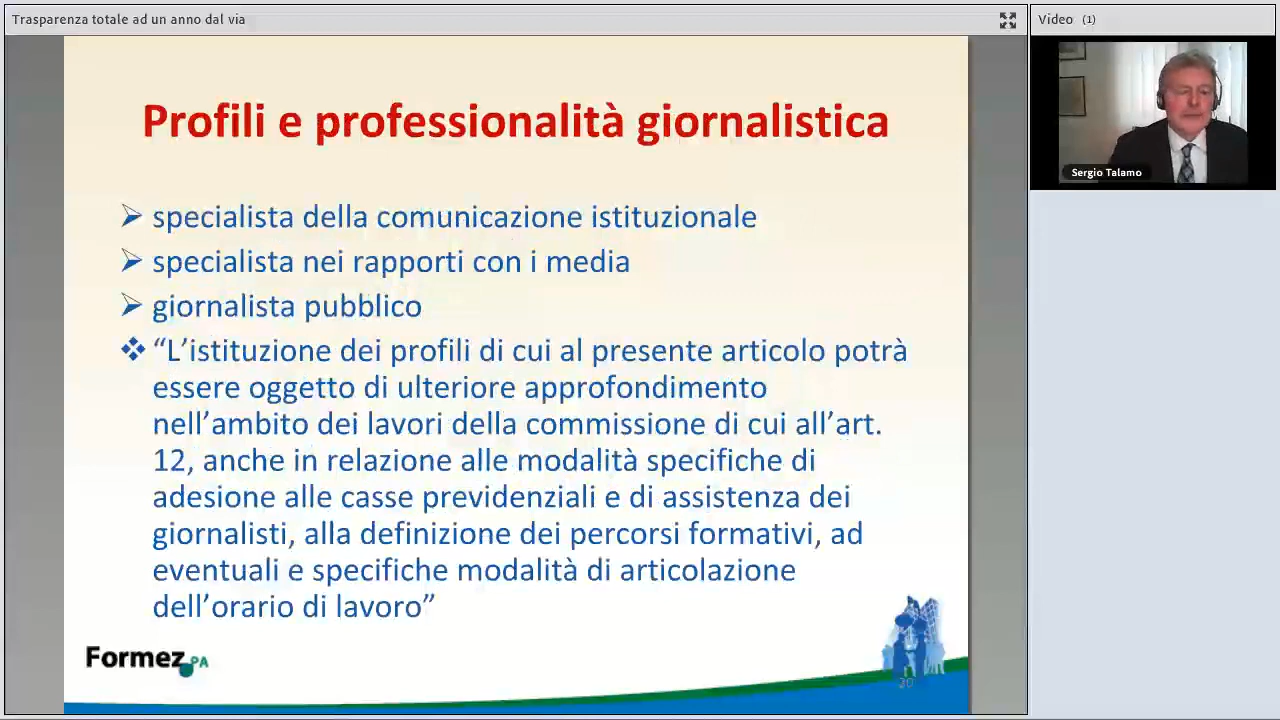 Trasparenza totale ad un anno dal via
Video (1)
Sergio Talamo
Profili e professionalità giornalistica
specialista della comunicazione istituzionale
specialista nei rapporti con i media
giornalista pubblico
“L’istituzione dei profili di cui al presente articolo potrà
essere oggetto di ulteriore approfondimento
nell’ambito dei lavori della commissione di cui all’art.
12, anche in relazione alle modalità specifiche di
adesione alle casse previdenziali e di assistenza dei
giornalisti, alla definizione dei percorsi formativi, ad
eventuali e specifiche modalità di articolazione
dell’orario di lavoro”
Formez PA
30